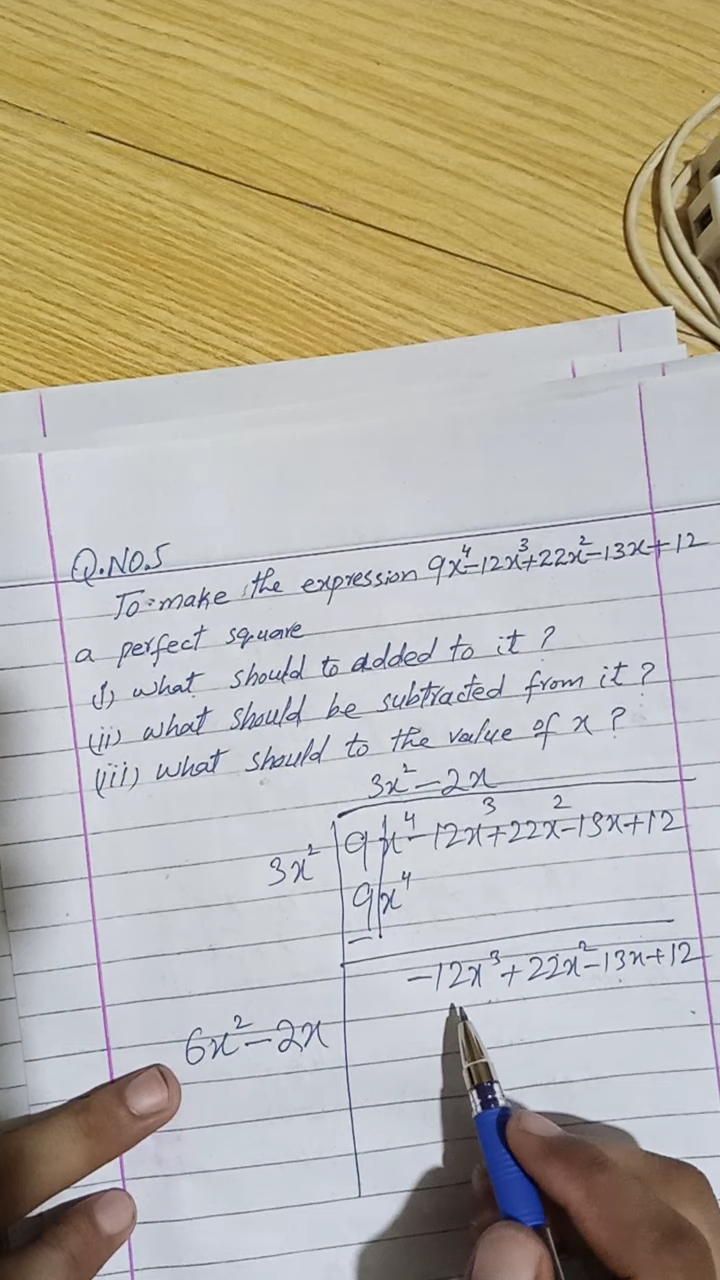 Q.NO.5
To make the expression 9x⁴-12x³+22x²-13x+12
a perfect square
(i) what should to added to it?
(ii) what should be subtracted from it?
(iii) what should to the value of x?
3x²-2x
3x² 9x⁴-12x³+22x²-13x+12
9x⁴
-
-12x³+22x²-13x+12
6x²-2x